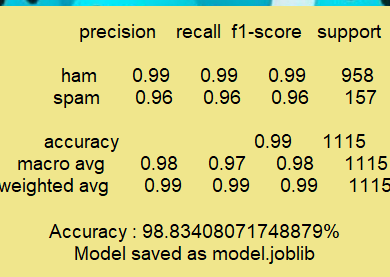 precision recall f1-score support
ham 0.99 0.99 0.99 958
spam 0.96 0.96 0.96 157
accuracy 0.99 1115
macro avg 0.98 0.97 0.98 1115
weighted avg 0.99 0.99 0.99 1115
Accuracy : 98.83408071748879%
Model saved as model.joblib